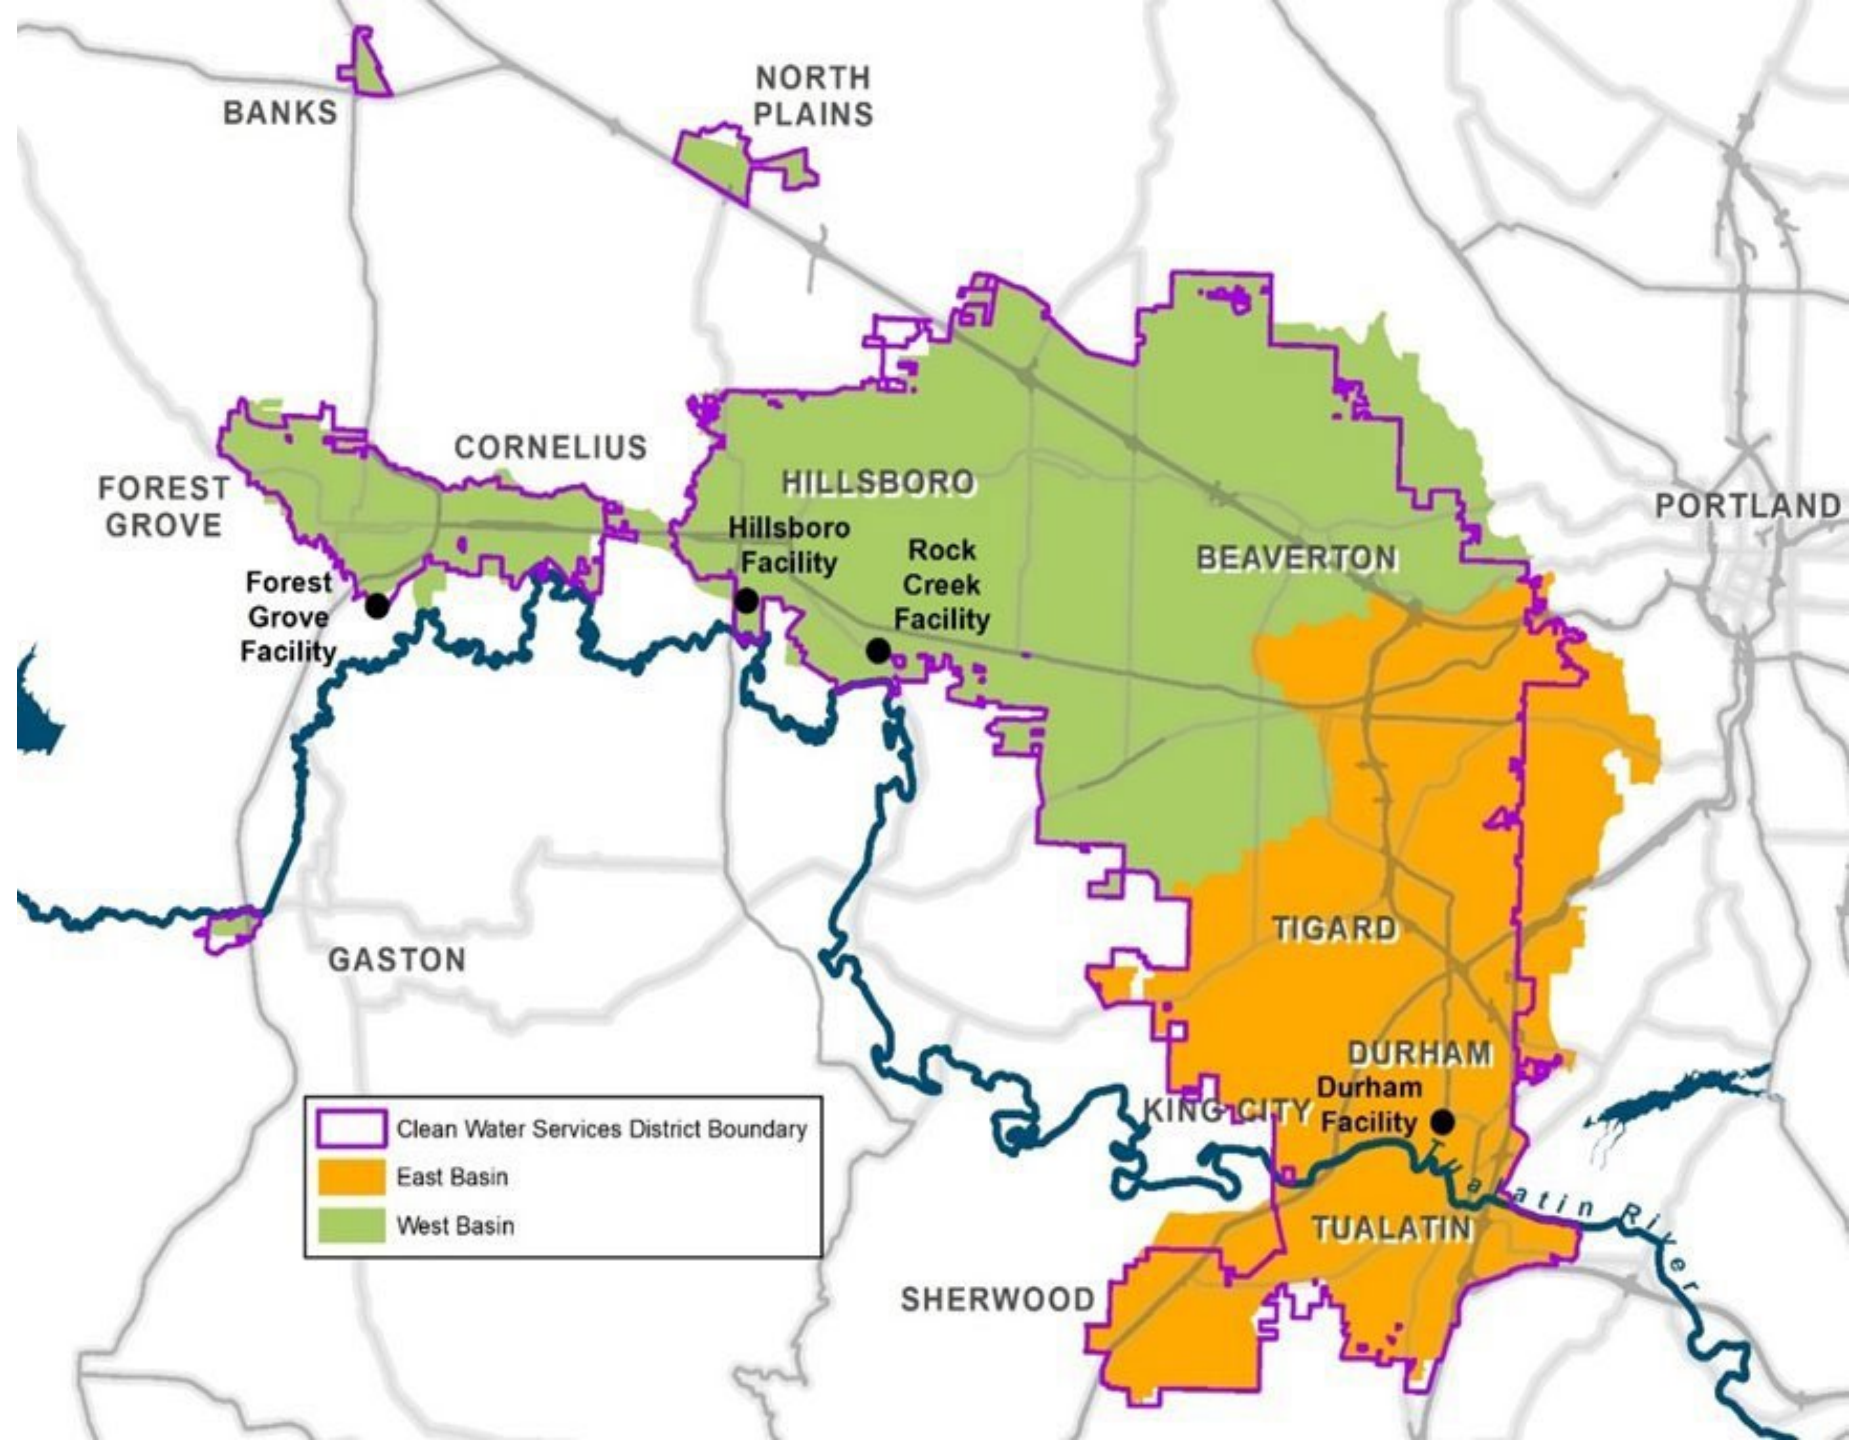 BANKS
NORTH
PLAINS
CORNELIUS
FOREST
GROVE
HILLSBORO
PORTLAND
Hillsboro
Facility
Rock
Creek
Facility
BEAVERTON
Forest
Grove
Facility
TIGARD
GASTON
DURHAM
Durham
Facility
KING CITY
Tualatin River
TUALATIN
SHERWOOD
Clean Water Services District Boundary
East Basin
West Basin